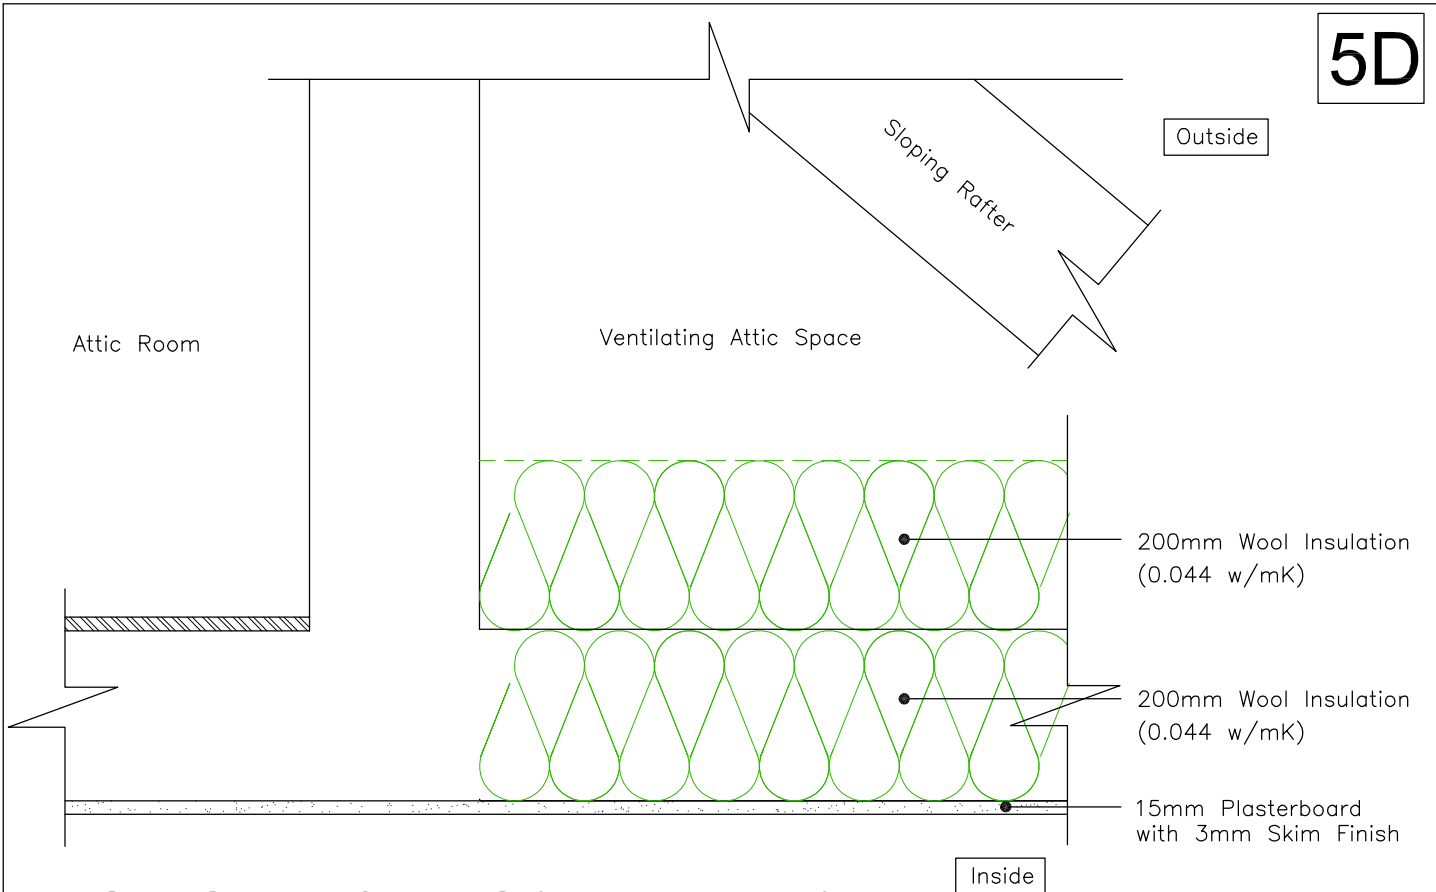 5D
Outside
Sloping Rafter
Attic Room
Ventilating Attic Space
200mm Wool Insulation
(0.044 w/mK)
200mm Wool Insulation
(0.044 w/mK)
15mm Plasterboard
with 3mm Skim Finish
Inside